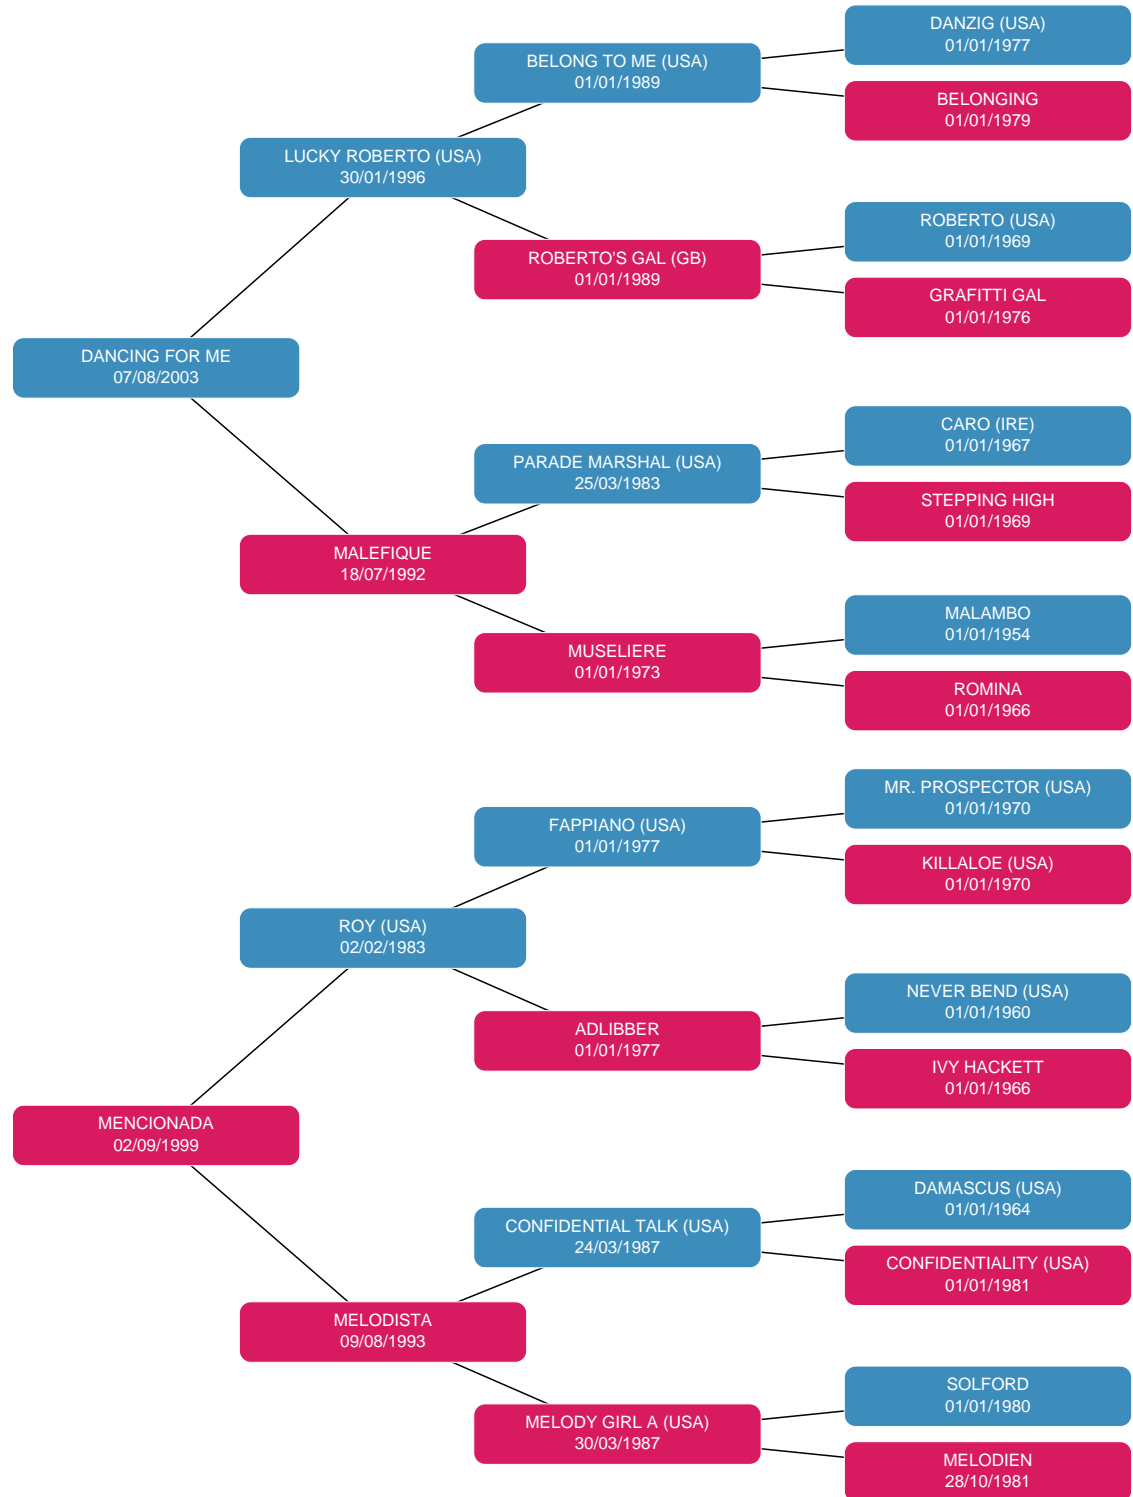 DANZIG (USA)
01/01/1977
BELONG TO ME (USA)
01/01/1989
BELONGING
01/01/1979
LUCKY ROBERTO (USA)
30/01/1996
ROBERTO (USA)
01/01/1969
ROBERTO'S GAL (GB)
01/01/1989
GRAFITTI GAL
01/01/1976
DANCING FOR ME
07/08/2003
CARO (IRE)
01/01/1967
PARADE MARSHAL (USA)
25/03/1983
STEPPING HIGH
01/01/1969
MALEFIQUE
18/07/1992
MALAMBO
01/01/1954
MUSELIERE
01/01/1973
ROMINA
01/01/1966
MR. PROSPECTOR (USA)
01/01/1970
FAPPIANO (USA)
01/01/1977
KILLALOE (USA)
01/01/1970
ROY (USA)
02/02/1983
NEVER BEND (USA)
01/01/1960
ADLIBBER
01/01/1977
IVY HACKETT
01/01/1966
MENCIONADA
02/09/1999
DAMASCUS (USA)
01/01/1964
CONFIDENTIAL TALK (USA)
24/03/1987
CONFIDENTIALITY (USA)
01/01/1981
MELODISTA
09/08/1993
SOLFORD
01/01/1980
MELODY GIRL A (USA)
30/03/1987
MELODIEN
28/10/1981